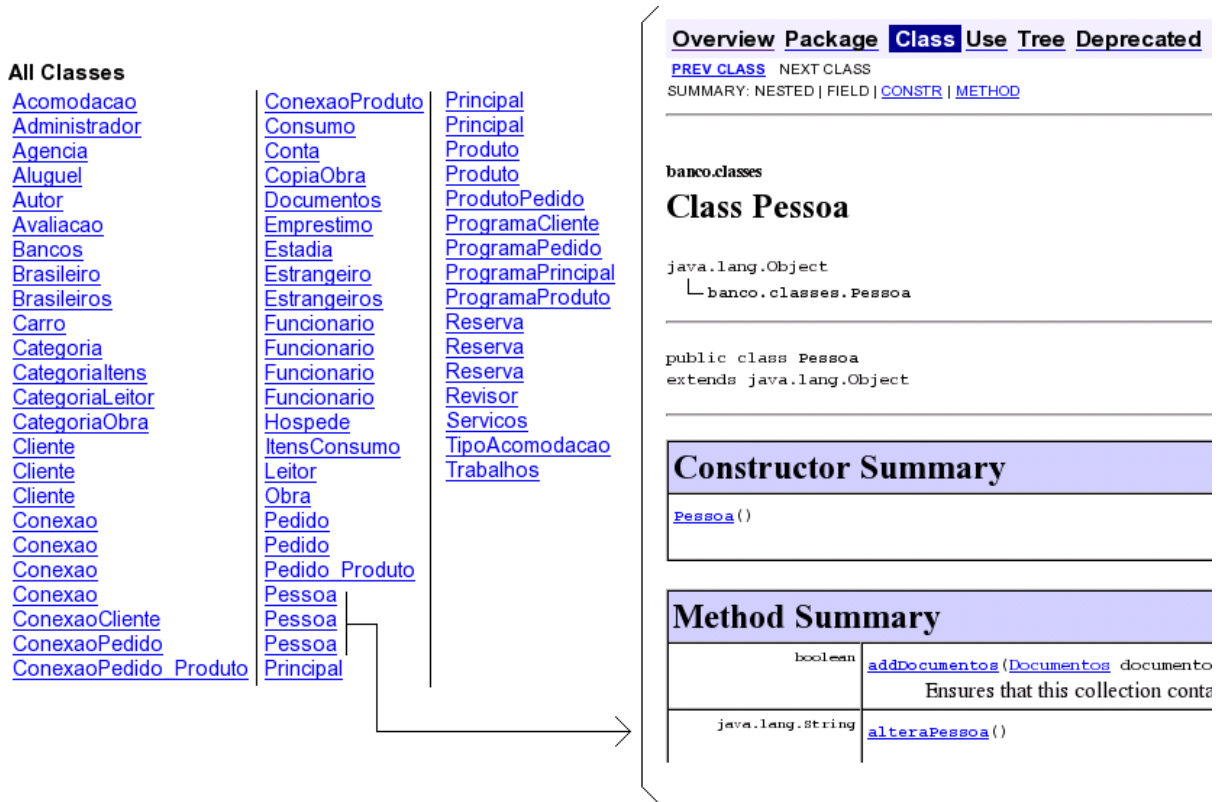 All Classes
Acomodacao
Administrador
Agencia
Aluguel
Autor
Avaliacao
Bancos
Brasileiro
Brasileiros
Carro
Categoria
CategoriaItens
CategoriaLeitor
CategoriaObra
Cliente
Cliente
Cliente
Conexao
Conexao
Conexao
Conexao
ConexaoCliente
ConexaoPedido
ConexaoPedido_Produto
ConexaoProduto
Consumo
Conta
CopiaObra
Documentos
Emprestimo
Estadia
Estrangeiro
Estrangeiros
Funcionario
Funcionario
Funcionario
Funcionario
Hospede
ItensConsumo
Leitor
Obra
Pedido
Pedido
Pedido_Produto
Pessoa
Pessoa
Pessoa
Principal
Principal
Principal
Produto
Produto
ProdutoPedido
ProgramaCliente
ProgramaPedido
ProgramaPrincipal
ProgramaProduto
Reserva
Reserva
Reserva
Revisor
Servicos
TipoAcomodacao
Trabalhos
Overview Package Class Use Tree Deprecated
PREV CLASS NEXT CLASS
SUMMARY: NESTED | FIELD | CONSTR | METHOD
banco.classes
Class Pessoa
java.lang.Object
banco.classes.Pessoa
public class Pessoa
extends java.lang.Object
Constructor Summary
Pessoa()
Method Summary
boolean addDocumentos(Documentos documento
Ensures that this collection conta
java.lang.String alteraPessoa()